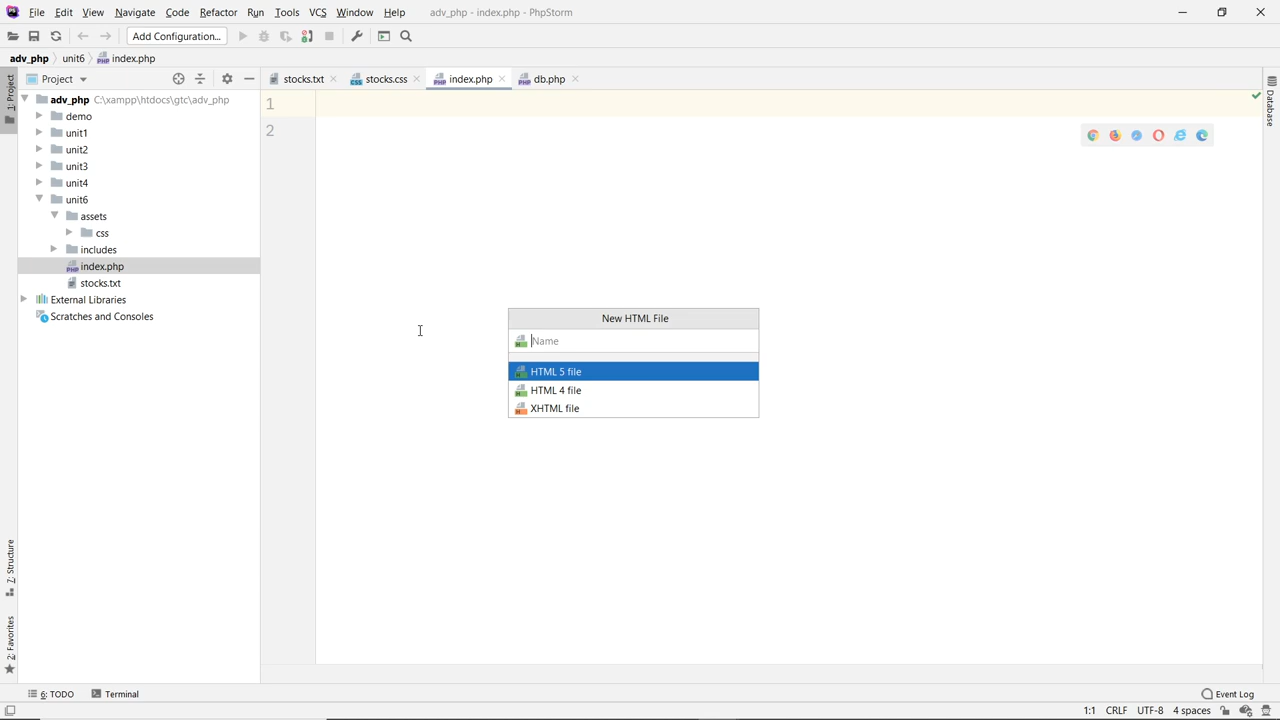 PS File Edit View Navigate Code Refactor Run Tools VCS Window Help adv_php - index.php - PhpStorm
Add Configuration...
adv_php unit6 index.php
1: Project
Project
stocks.txt stocks.css index.php db.php
Database
adv_php C:\xampp\htdocs\gtc\adv_php
demo
unit1
unit2
unit3
unit4
unit6
assets
css
includes
index.php
stocks.txt
External Libraries
Scratches and Consoles
1
2
New HTML File
Name
HTML 5 file
HTML 4 file
XHTML file
7: Structure
2: Favorites
6: TODO Terminal Event Log
1:1 CRLF UTF-8 4 spaces